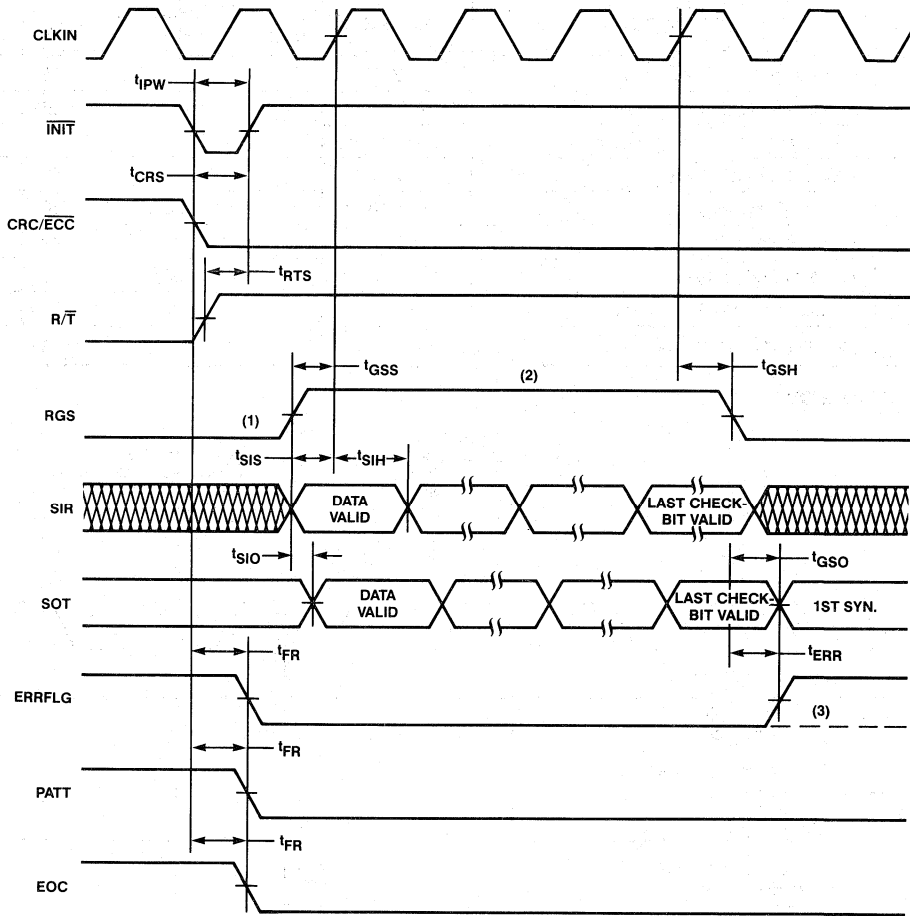 CLKIN
tIPW
INIT
tCRS
CRC/ECC
tRTS
R/T
tGSS
(2)
tGSH
RGS
(1)
tSIS
tSIH
SIR
DATA
VALID
LAST CHECK-
BIT VALID
tSIO
tGSO
SOT
DATA
VALID
LAST CHECK-
BIT VALID
1ST SYN.
tFR
tERR
ERRFLG
(3)
tFR
PATT
tFR
EOC